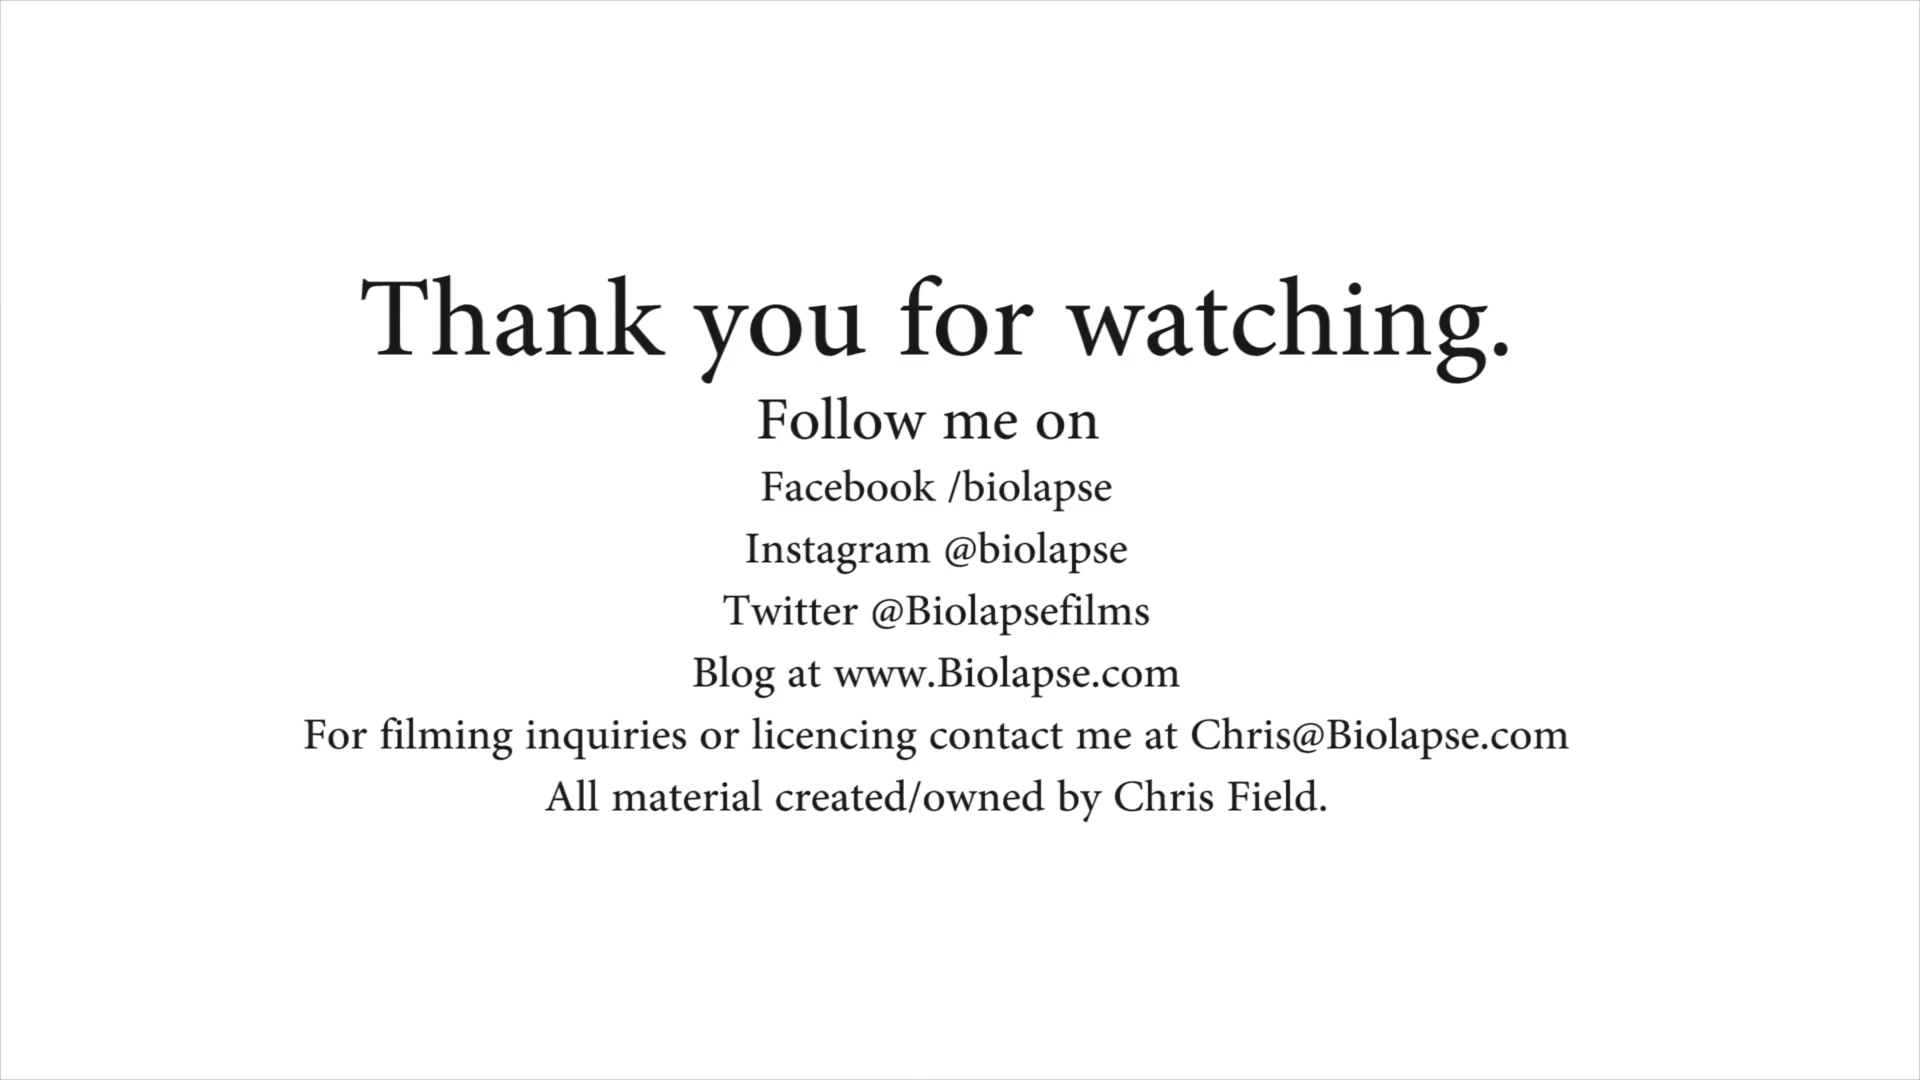 Thank you for watching.
Follow me on
Facebook /biolapse
Instagram @biolapse
Twitter @Biolapsefilms
Blog at www.Biolapse.com
For filming inquiries or licencing contact me at Chris@Biolapse.com
All material created/owned by Chris Field.